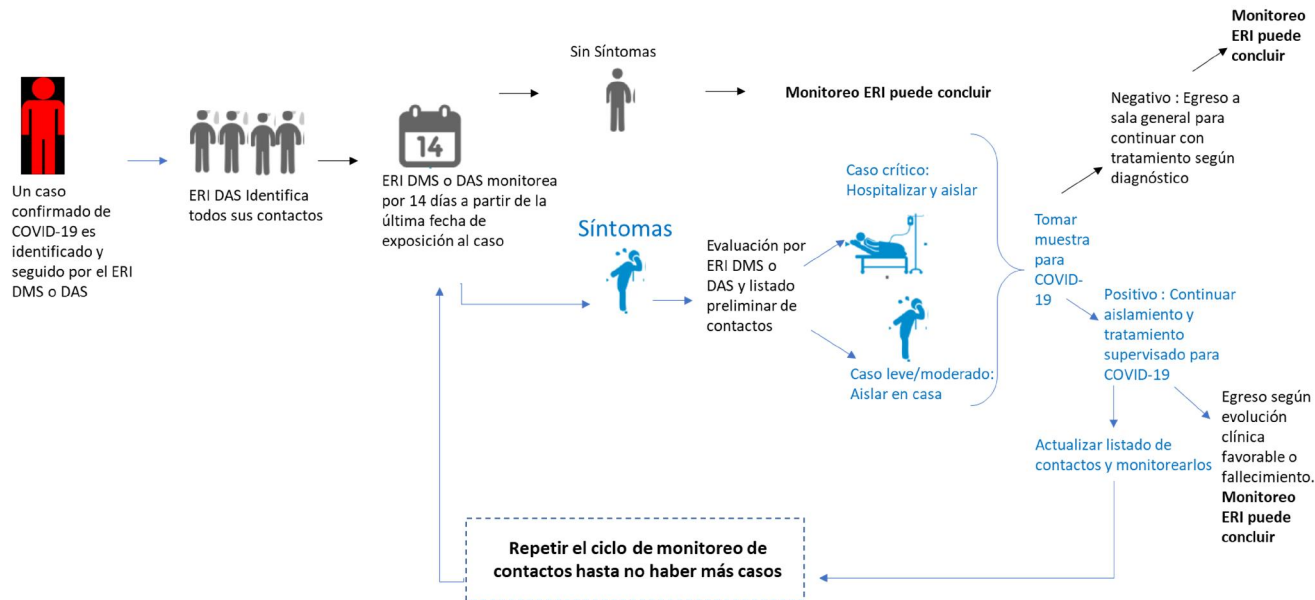 Un caso
confirmado de
COVID-19 es
identificado y
seguido por el ERI
DMS o DAS
ERI DAS Identifica
todos sus contactos
14
ERI DMS o DAS monitorea
por 14 días a partir de la
última fecha de
exposición al caso
Sin Síntomas
Monitoreo ERI puede concluir
Síntomas
Evaluación por
ERI DMS o
DAS y listado
preliminar de
contactos
Caso crítico:
Hospitalizar y aislar
Caso leve/moderado:
Aislar en casa
Tomar
muestra
para
COVID-
19
Negativo : Egreso a
sala general para
continuar con
tratamiento según
diagnóstico
Monitoreo
ERI puede
concluir
Positivo : Continuar
aislamiento y
tratamiento
supervisado para
COVID-19
Egreso según
evolución
clínica
favorable o
fallecimiento.
Monitoreo
ERI puede
concluir
Actualizar listado de
contactos y monitorearlos
Repetir el ciclo de monitoreo de
contactos hasta no haber más casos